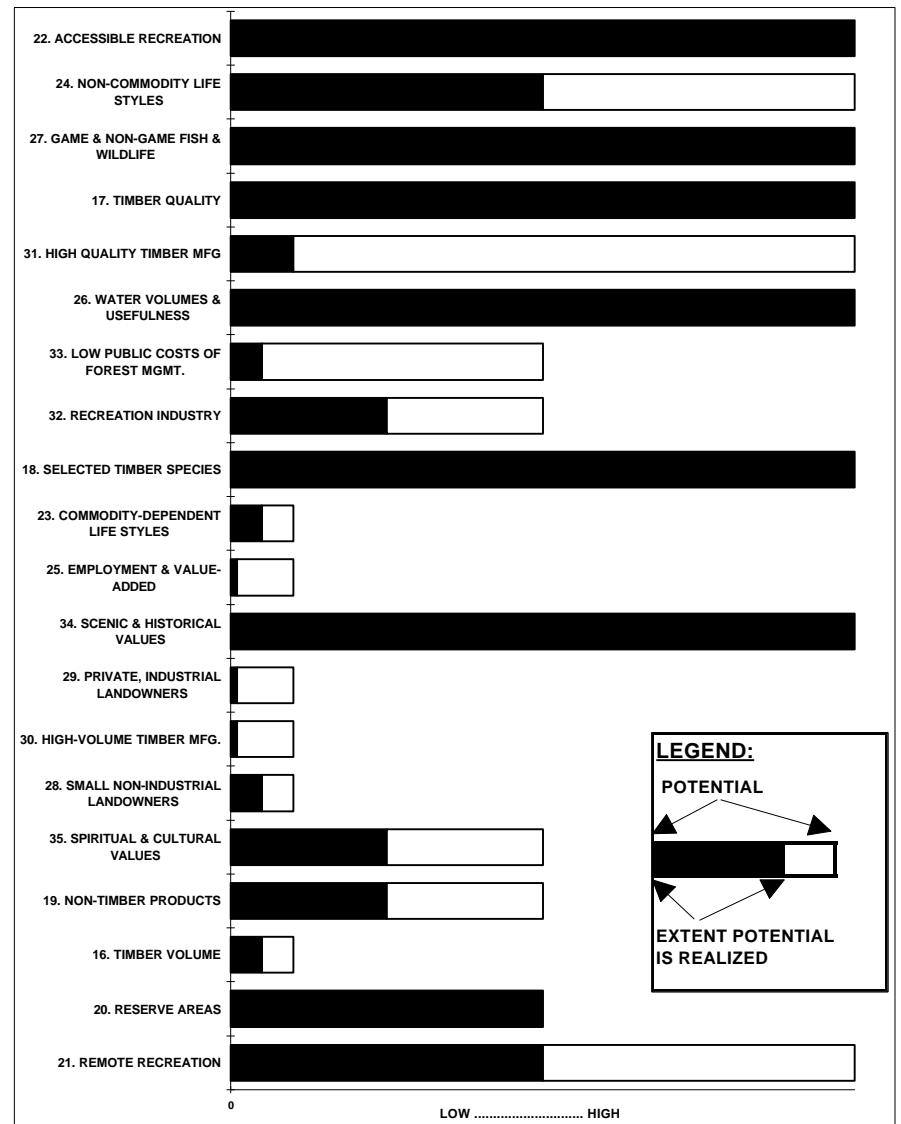 22. ACCESSIBLE RECREATION
24. NON-COMMODITY LIFE
STYLES
27. GAME & NON-GAME FISH &
WILDLIFE
17. TIMBER QUALITY
31. HIGH QUALITY TIMBER MFG
26. WATER VOLUMES &
USEFULNESS
33. LOW PUBLIC COSTS OF
FOREST MGMT.
32. RECREATION INDUSTRY
18. SELECTED TIMBER SPECIES
23. COMMODITY-DEPENDENT
LIFE STYLES
25. EMPLOYMENT & VALUE-
ADDED
34. SCENIC & HISTORICAL
VALUES
29. PRIVATE, INDUSTRIAL
LANDOWNERS
30. HIGH-VOLUME TIMBER MFG.
28. SMALL NON-INDUSTRIAL
LANDOWNERS
35. SPIRITUAL & CULTURAL
VALUES
19. NON-TIMBER PRODUCTS
16. TIMBER VOLUME
20. RESERVE AREAS
21. REMOTE RECREATION
0
LOW ............................. HIGH
LEGEND:
POTENTIAL
EXTENT POTENTIAL
IS REALIZED